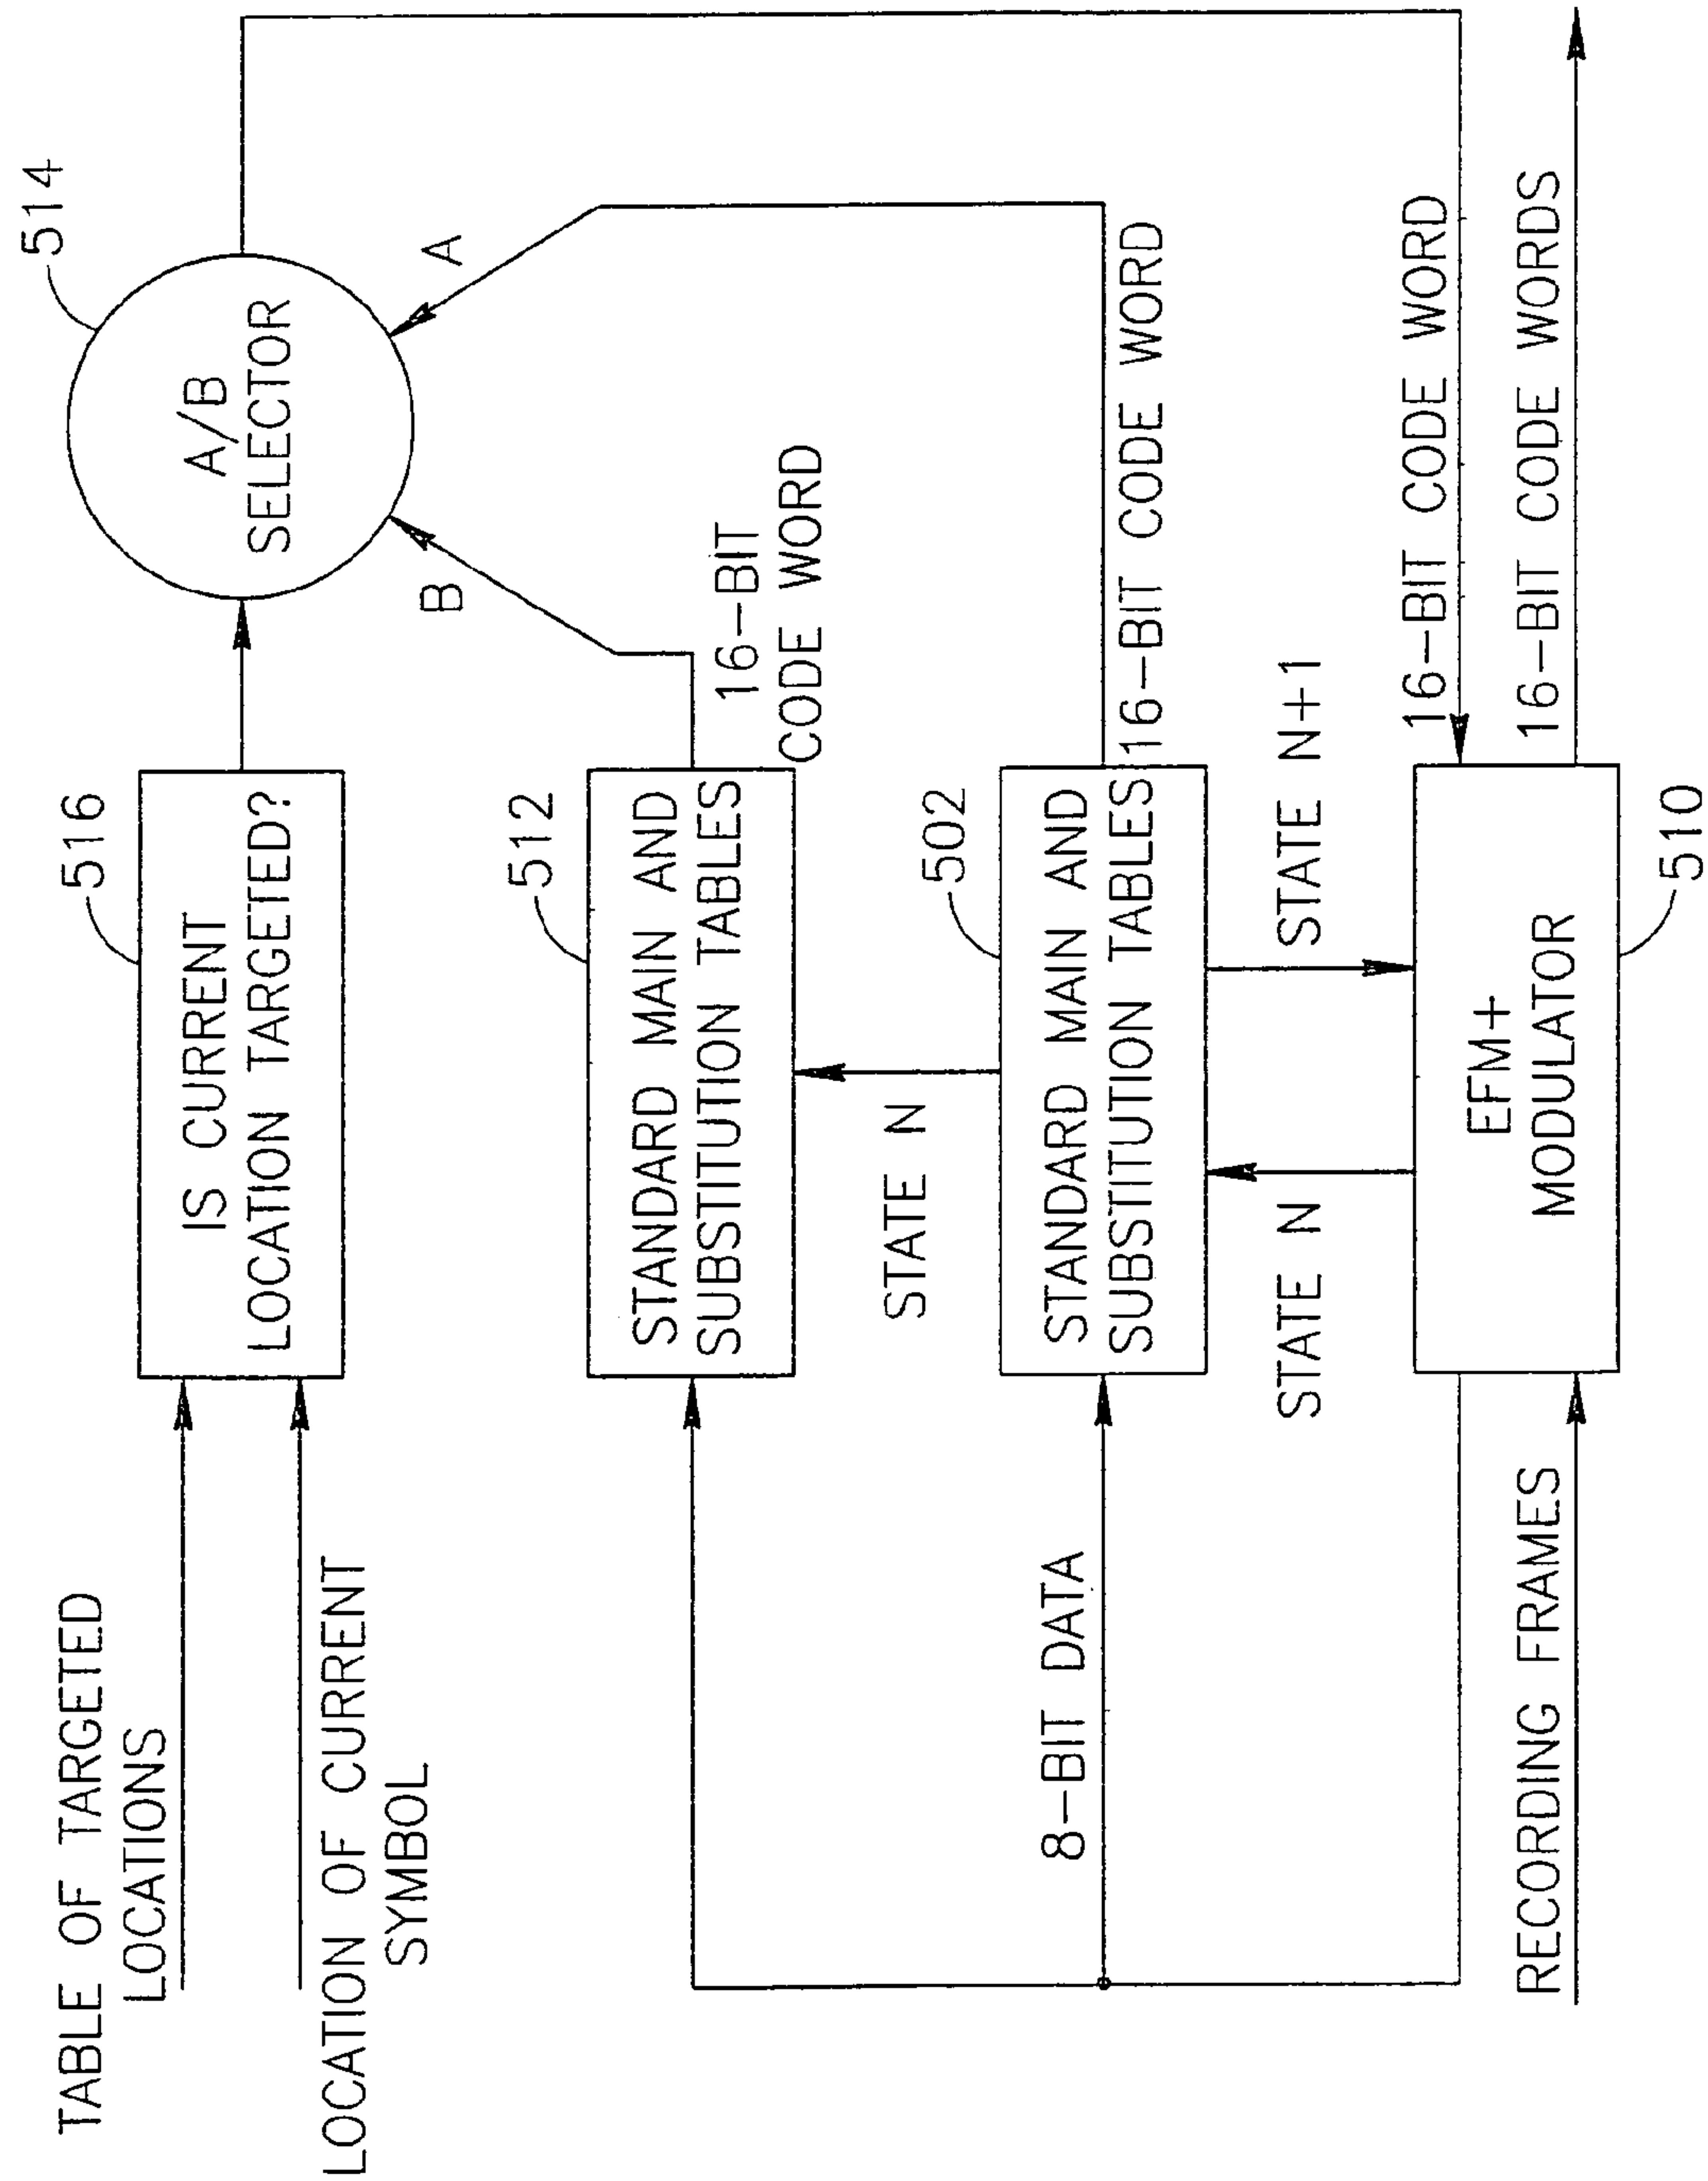 TABLE OF TARGETED
LOCATIONS
LOCATION OF CURRENT
SYMBOL
516
IS CURRENT
LOCATION TARGETED?
514
A/B
SELECTOR
B
A
512
STANDARD MAIN AND
SUBSTITUTION TABLES
16-BIT
CODE WORD
STATE N
8-BIT DATA
502
STANDARD MAIN AND
SUBSTITUTION TABLES
16-BIT CODE WORD
STATE N
STATE N+1
RECORDING FRAMES
EFM+
MODULATOR
510
16-BIT CODE WORD
16-BIT CODE WORDS